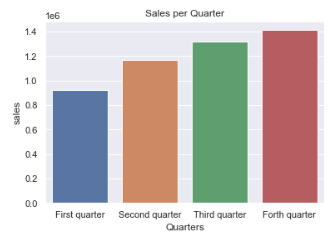 Sales per Quarter
1e6
1.4
1.2
1.0
0.8
0.6
0.4
0.2
0.0
sales
First quarter Second quarter Third quarter Forth quarter
Quarters